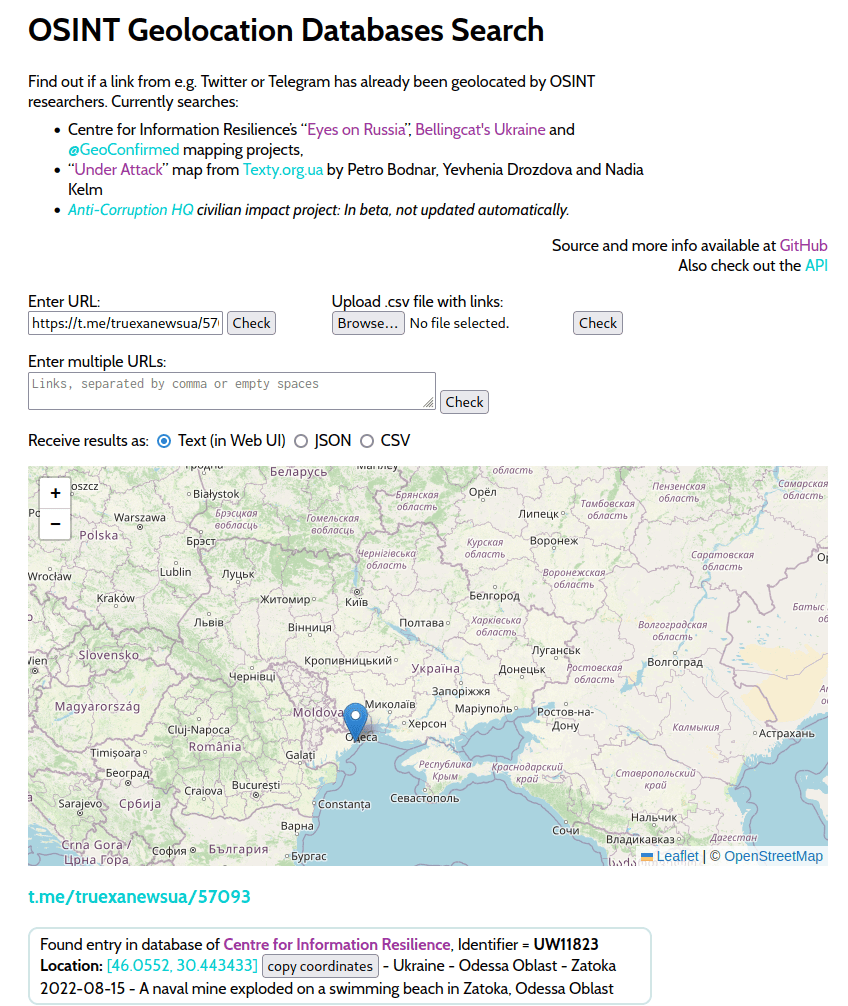 OSINT Geolocation Databases Search
Find out if a link from e.g. Twitter or Telegram has already been geolocated by OSINT
researchers. Currently searches:
• Centre for Information Resilience's “Eyes on Russia”, Bellingcat's Ukraine and
@GeoConfirmed mapping projects,
• “Under Attack” map from Texty.org.ua by Petro Bodnar, Yevhenia Drozdova and Nadia
Kelm
• Anti-Corruption HQ civilian impact project: In beta, not updated automatically.
Source and more info available at GitHub
Also check out the API
Enter URL:
Upload .csv file with links:
https://t.me/truexanewsua/57 Check
Browse... No file selected. Check
Enter multiple URLs:
Links, separated by comma or empty spaces
Check
Receive results as: Text (in Web UI) JSON CSV
+
−
Беларусь
область
Białystok
Брянская
область
Орёл
Пензенская
область
Самарская
область
Warszawa
Polska
Брэсцкая
вобласць
Гомельская
вобласць
Липецк
Тамбовская
область
Брэст
Чернігівська
область
Курская
область
Воронеж
Саратовская
область
Wrocław
Lublin
Луцьк
Воронежская
область
Kraków
Житомир
Київ
Белгород
Львів
Вінниця
Полтава
Харківська
область
Волгоградская
область
Slovensko
Кропивницький
Україна
Луганськ
Волгоград
Чернівці
Донецьк
Ростовская
область
Запоріжжя
Magyarország
Moldova
Миколаїв
Маріуполь
Ростов-на-
Дону
Cluj-Napoca
Херсон
Калмыкия
România
Одеса
Астрахань
Timișoara
Galați
Республіка
Крим
Краснодарский
край
Ставропольский
край
Београд
Craiova
București
Севастополь
Sarajevo
Србија
Constanța
Нальчик
Варна
Сочи
Владикавказ
Дагестан
Crna Gora /
Црна Гора
София
България
Бургас
Leaflet | © OpenStreetMap
t.me/truexanewsua/57093
Found entry in database of Centre for Information Resilience, Identifier = UW11823
Location: [46.0552, 30.443433] copy coordinates - Ukraine - Odessa Oblast - Zatoka
2022-08-15 - A naval mine exploded on a swimming beach in Zatoka, Odessa Oblast